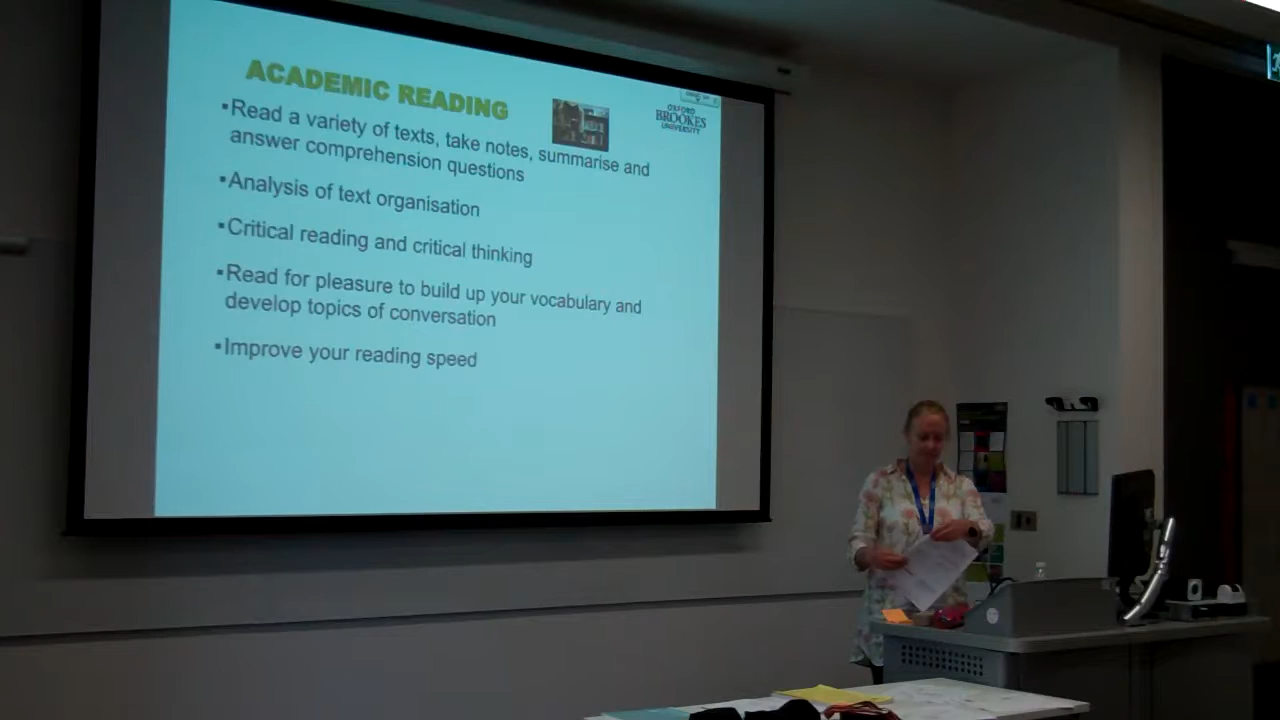 ACADEMIC READING
OXFORD
BROOKES
UNIVERSITY
▪Read a variety of texts, take notes, summarise and
answer comprehension questions
▪Analysis of text organisation
▪Critical reading and critical thinking
▪Read for pleasure to build up your vocabulary and
develop topics of conversation
▪Improve your reading speed